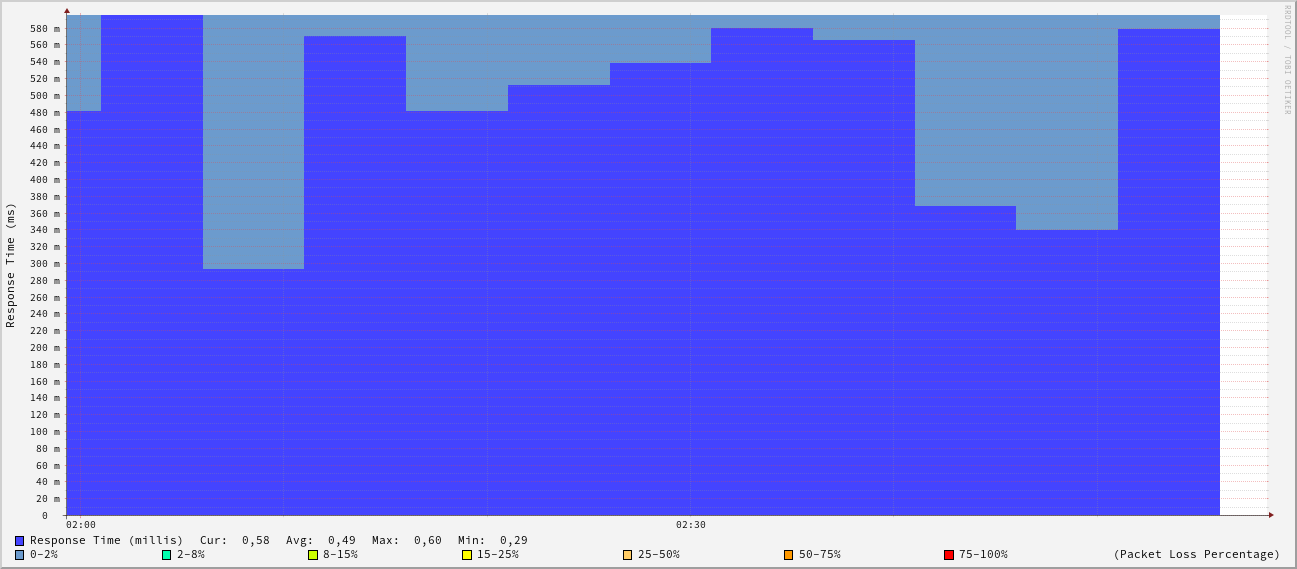 RRDTOOL / TOBI OETIKER
Response Time (ms)
580 m
560 m
540 m
520 m
500 m
480 m
460 m
440 m
420 m
400 m
380 m
360 m
340 m
320 m
300 m
280 m
260 m
240 m
220 m
200 m
180 m
160 m
140 m
120 m
100 m
80 m
60 m
40 m
20 m
0
02:00 02:30
Response Time (millis) Cur: 0,58 Avg: 0,49 Max: 0,60 Min: 0,29
0-2% 2-8% 8-15% 15-25% 25-50% 50-75% 75-100% (Packet Loss Percentage)